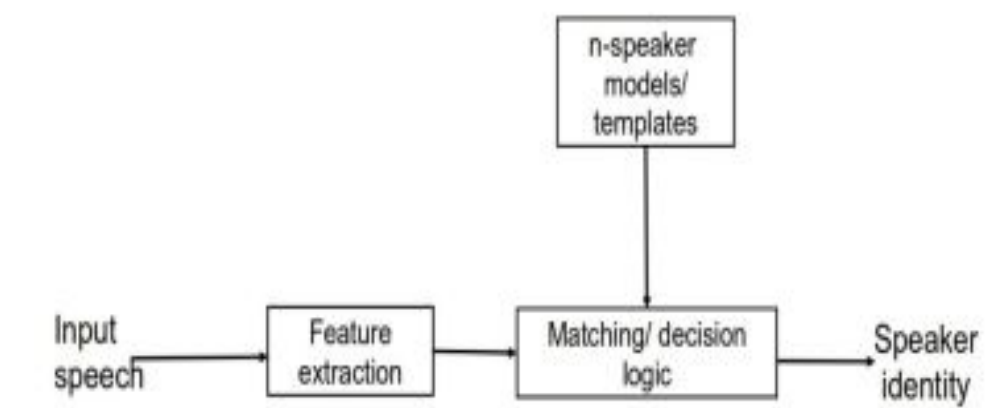 n-speaker
models/
templates
Input
speech
Feature
extraction
Matching/ decision
logic
Speaker
identity